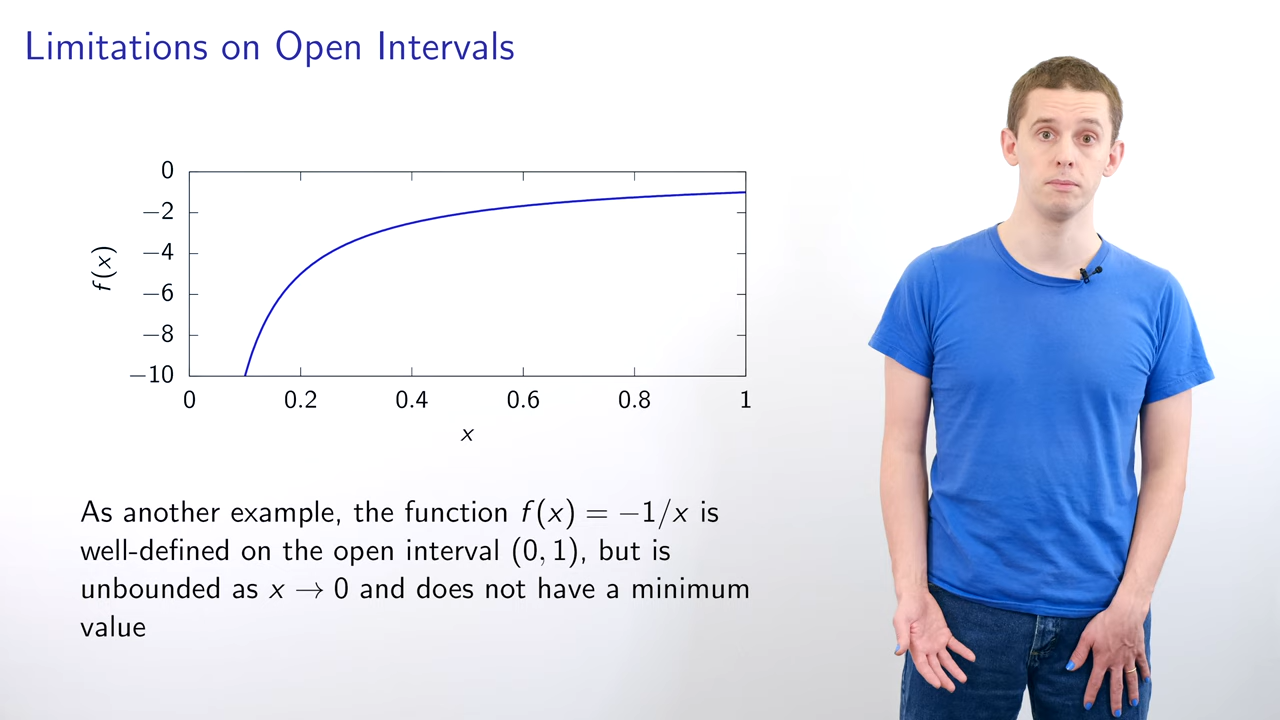 Limitations on Open Intervals
0
−2
−4
−6
−8
−10
f(x)
0 0.2 0.4 0.6 0.8 1
x
As another example, the function f(x) = −1/x is
well-defined on the open interval (0, 1), but is
unbounded as x → 0 and does not have a minimum
value